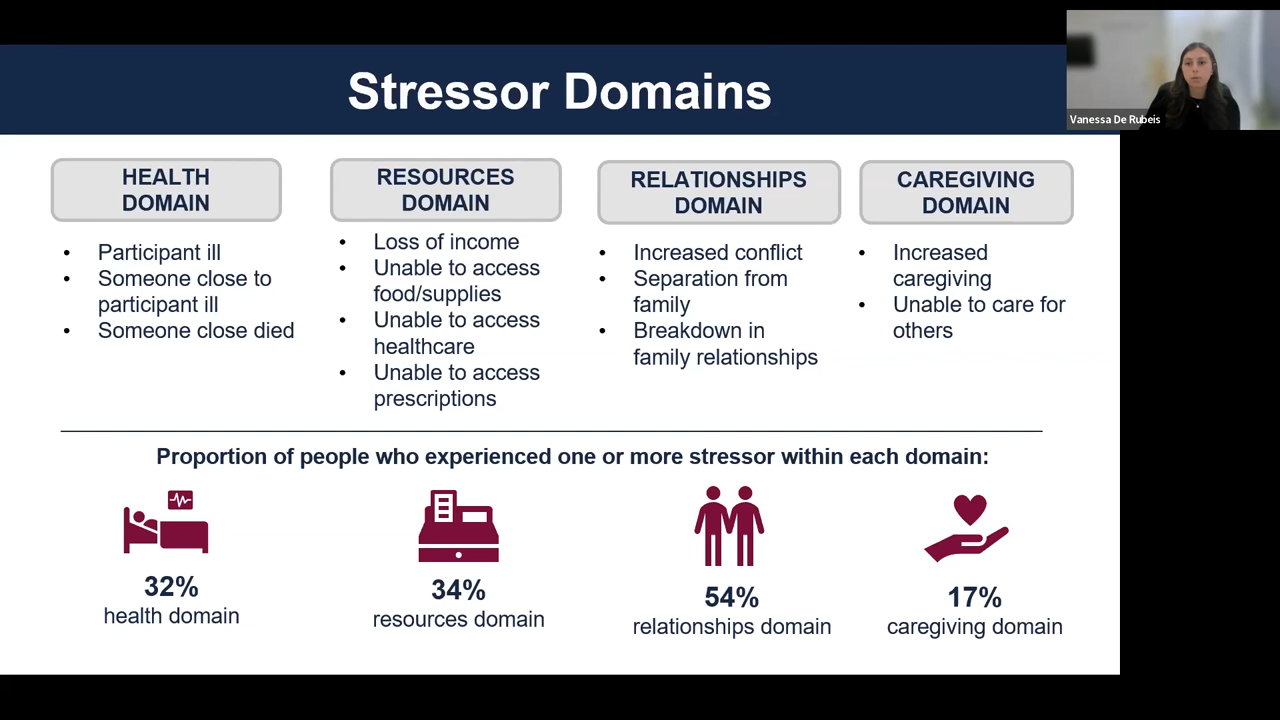 Stressor Domains
Vanessa De Rubeis
HEALTH
DOMAIN
• Participant ill
• Someone close to
participant ill
• Someone close died
RESOURCES
DOMAIN
• Loss of income
• Unable to access
food/supplies
• Unable to access
healthcare
• Unable to access
prescriptions
RELATIONSHIPS
DOMAIN
• Increased conflict
• Separation from
family
• Breakdown in
family relationships
CAREGIVING
DOMAIN
• Increased
caregiving
• Unable to care for
others
Proportion of people who experienced one or more stressor within each domain:
32%
health domain
34%
resources domain
54%
relationships domain
17%
caregiving domain